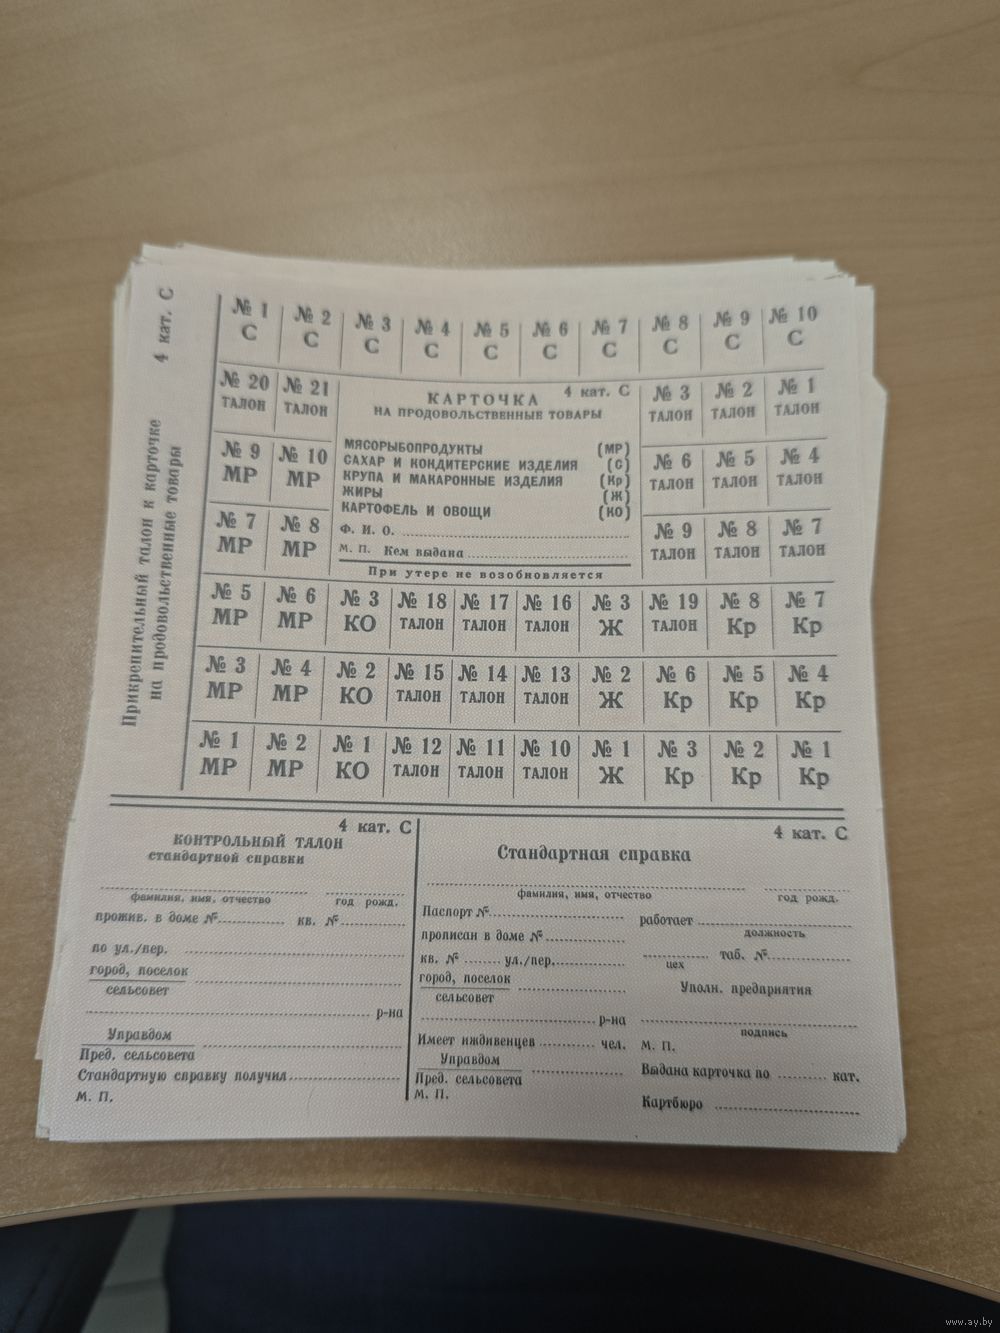 Прикрепительный талон к карточке
на продовольственные товары
4 кат. С
№ 1 № 2 № 3 № 4 № 5 № 6 № 7 № 8 № 9 № 10
С С С С С С С С С С
№ 20 № 21
ТАЛОН ТАЛОН
№ 9 № 10
МР МР
№ 7 № 8
МР МР
4 кат. С
КАРТОЧКА
НА ПРОДОВОЛЬСТВЕННЫЕ ТОВАРЫ
МЯСОРЫБОПРОДУКТЫ (МР)
САХАР И КОНДИТЕРСКИЕ ИЗДЕЛИЯ (С)
КРУПА И МАКАРОННЫЕ ИЗДЕЛИЯ (Кр)
ЖИРЫ (Ж)
КАРТОФЕЛЬ И ОВОЩИ (КО)
Ф. И. О.
М. П. Кем выдана
При утере не возобновляется
№ 3 № 2 № 1
ТАЛОН ТАЛОН ТАЛОН
№ 6 № 5 № 4
ТАЛОН ТАЛОН ТАЛОН
№ 9 № 8 № 7
ТАЛОН ТАЛОН ТАЛОН
№ 5 № 6 № 3 № 18 № 17 № 16 № 3 № 19 № 8 № 7
МР МР КО ТАЛОН ТАЛОН ТАЛОН Ж ТАЛОН Кр Кр
№ 3 № 4 № 2 № 15 № 14 № 13 № 2 № 6 № 5 № 4
МР МР КО ТАЛОН ТАЛОН ТАЛОН Ж Кр Кр Кр
№ 1 № 2 № 1 № 12 № 11 № 10 № 1 № 3 № 2 № 1
МР МР КО ТАЛОН ТАЛОН ТАЛОН Ж Кр Кр Кр
4 кат. С
КОНТРОЛЬНЫЙ ТАЛОН
стандартной справки
фамилия, имя, отчество год рожд.
прожив. в доме № кв. №
по ул./пер.
город, поселок
сельсовет
р-на
Управдом
Пред. сельсовета
Стандартную справку получил
М. П.
4 кат. С
Стандартная справка
фамилия, имя, отчество год рожд.
Паспорт № работает
прописан в доме № должность
кв. № ул./пер. цех таб. №
город, поселок Уполн. предприятия
сельсовет
р-на подпись
Имеет иждивенцев чел. М. П.
Управдом
Пред. сельсовета Выдана карточка по кат.
М. П.
Картбюро
www.ay.by